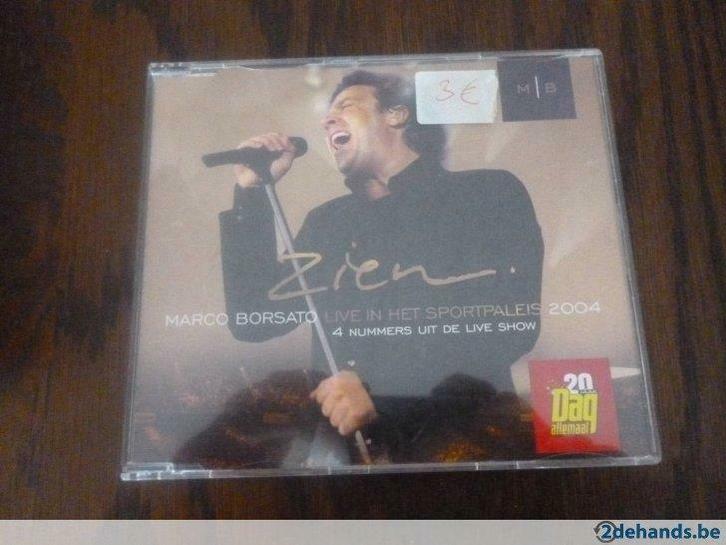 3€
M|B
Zien
MARCO BORSATO LIVE IN HET SPORTPALEIS 2004
4 NUMMERS UIT DE LIVE SHOW
20
Dag
allemaal
2dehands.be